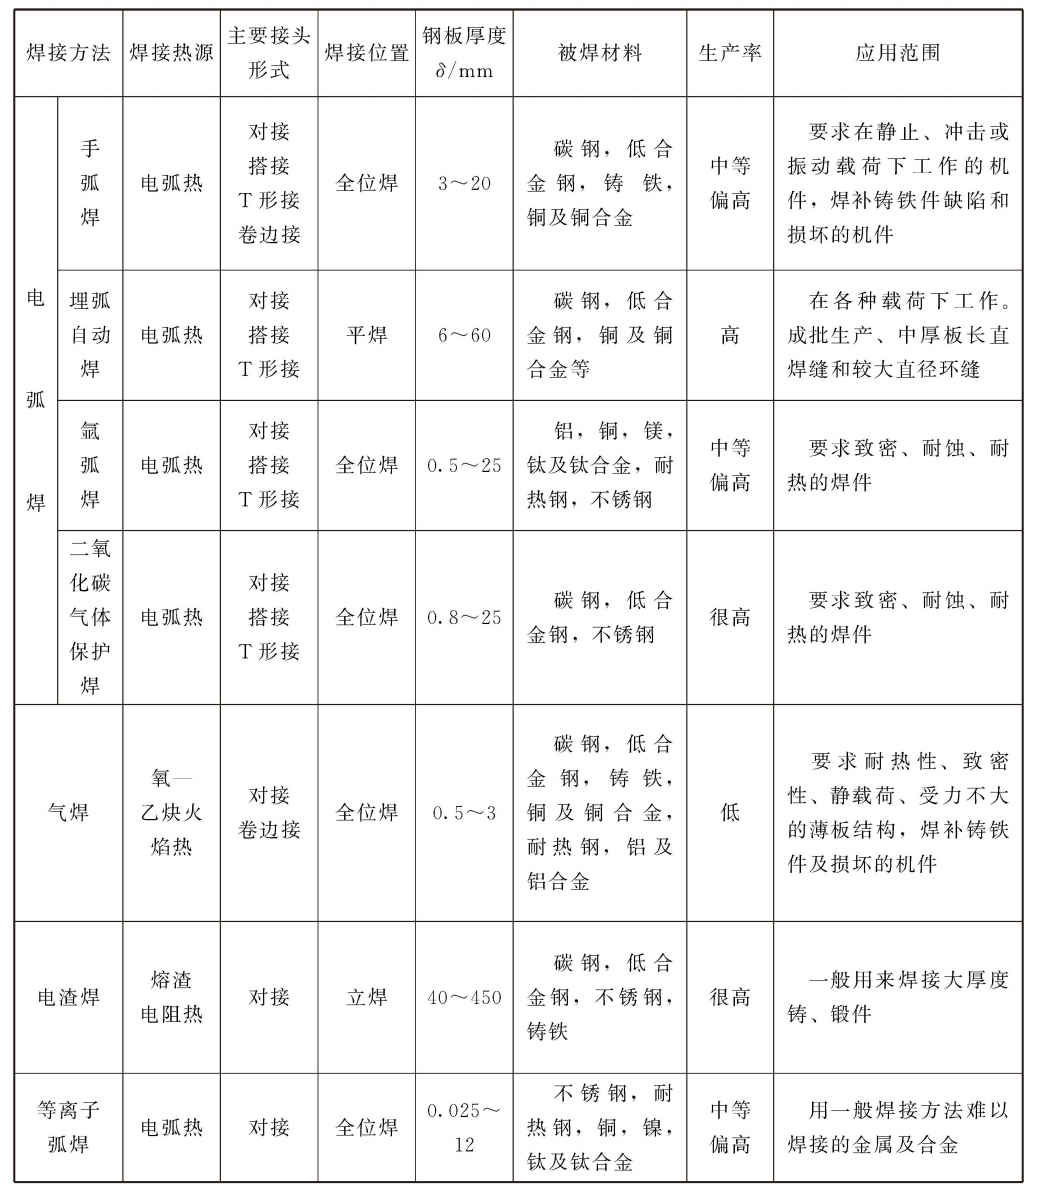 焊接方法
焊接热源
主要接头
形式
焊接位置
钢板厚度
δ/mm
被焊材料
生产率
应用范围
电
弧
焊
手
弧
焊
电弧热
对接
搭接
T形接
卷边接
全位焊
3～20
碳钢，低合
金钢，铸铁，
铜及铜合金
中等
偏高
要求在静止、冲击或
振动载荷下工作的机
件，焊补铸铁件缺陷和
损坏的机件
埋弧
自动
焊
电弧热
对接
搭接
T形接
平焊
6～60
碳钢，低合
金钢，铜及铜
合金等
高
在各种载荷下工作。
成批生产、中厚板长直
焊缝和较大直径环缝
氩
弧
焊
电弧热
对接
搭接
T形接
全位焊
0.5～25
铝，铜，镁，
钛及钛合金，耐
热钢，不锈钢
中等
偏高
要求致密、耐蚀、耐
热的焊件
二氧
化碳
气体
保护
焊
电弧热
对接
搭接
T形接
全位焊
0.8～25
碳钢，低合
金钢，不锈钢
很高
要求致密、耐蚀、耐
热的焊件
气焊
氧—
乙炔火
焰热
对接
卷边接
全位焊
0.5～3
碳钢，低合
金钢，铸铁，
铜及铜合金，
耐热钢，铝及
铝合金
低
要求耐热性、致密
性、静载荷、受力不大
的薄板结构，焊补铸铁
件及损坏的机件
电渣焊
熔渣
电阻热
对接
立焊
40～450
碳钢，低合
金钢，不锈钢，
铸铁
很高
一般用来焊接大厚度
铸、锻件
等离子
弧焊
电弧热
对接
全位焊
0.025～
12
不锈钢，耐
热钢，铜，镍，
钛及钛合金
中等
偏高
用一般焊接方法难以
焊接的金属及合金